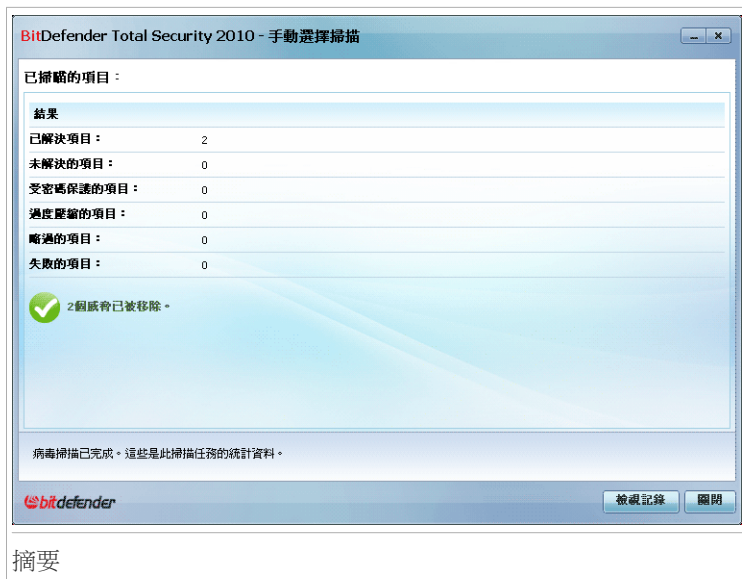 BitDefender Total Security 2010 - 手動選擇掃描
已掃瞄的項目：
結果
已解決項目： 2
未解決的項目： 0
受密碼保護的項目： 0
過度壓縮的項目： 0
略過的項目： 0
失敗的項目： 0
2個威脅已被移除。
病毒掃描已完成。這些是此掃描任務的統計資料。
bitdefender
檢視記錄 關閉
摘要